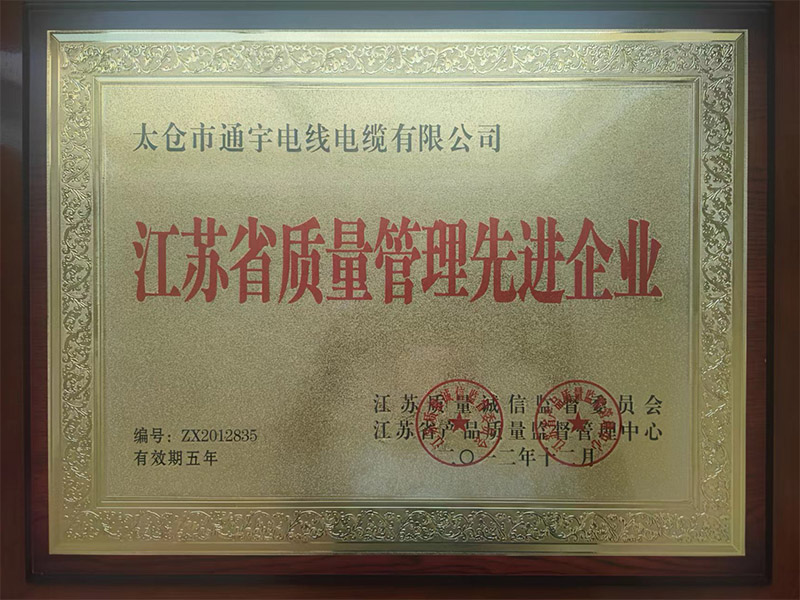 太仓市通宇电线电缆有限公司
江苏省质量管理先进企业
江苏质量诚信监督委员会
江苏省产品质量监督管理中心
二〇一二年十二月
编号：ZX2012835
有效期五年